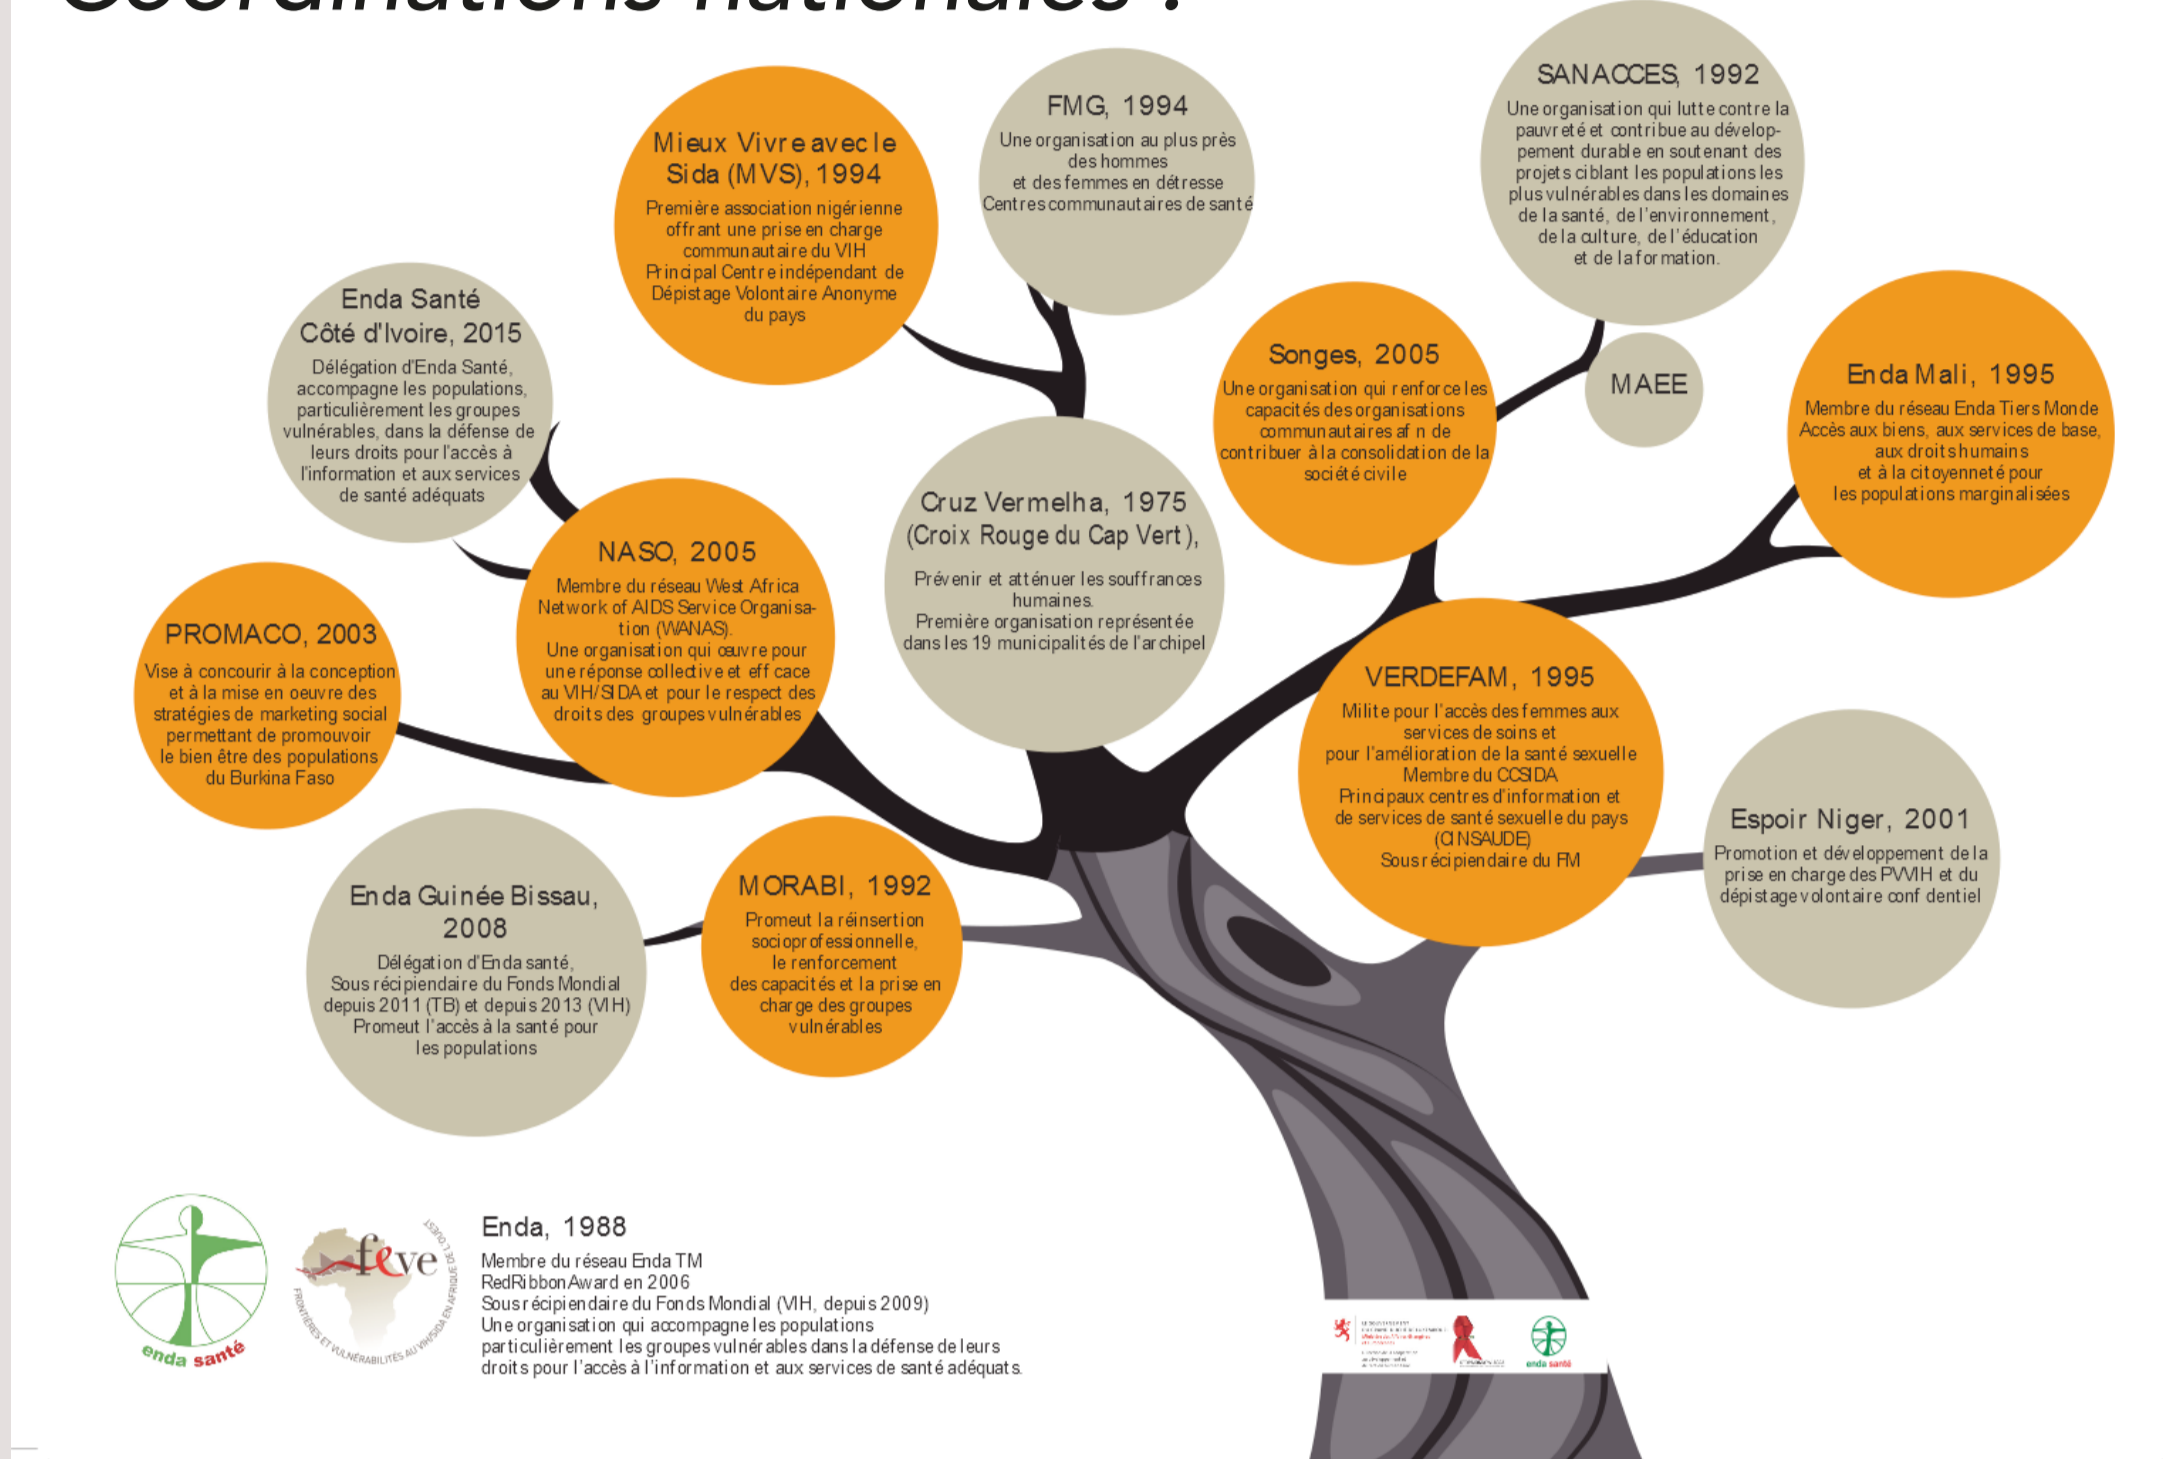 Coordinations nationales :
SANACCES, 1992
Une organisation qui lutte contre la
pauvreté et contribue au dévelop-
pement durable en soutenant des
projets ciblant les populations les
plus vulnérables dans les domaines
de la santé, de l'environnement,
de la culture, de l'éducation
et de la formation.
FMG, 1994
Une organisation au plus près
des hommes
et des femmes en détresse
Centres communautaires de santé
Mieux Vivre avec le
Sida (MVS), 1994
Première association nigérienne
offrant une prise en charge
communautaire du VIH
Principal Centre indépendant de
Dépistage Volontaire Anonyme
du pays
Enda Santé
Côté d'Ivoire, 2015
Délégation d'Enda Santé,
accompagne les populations,
particulièrement les groupes
vulnérables, dans la défense de
leurs droits pour l'accès à
l'information et aux services
de santé adéquats
Songes, 2005
Une organisation qui renforce les
capacités des organisations
communautaires af n de
contribuer à la consolidation de la
société civile
MAEE
Enda Mali, 1995
Membre du réseau Enda Tiers Monde
Accès aux biens, aux services de base,
aux droits humains
et à la citoyenneté pour
les populations marginalisées
Cruz Vermelha, 1975
(Croix Rouge du Cap Vert),
Prévenir et atténuer les souffrances
humaines.
Première organisation représentée
dans les 19 municipalités de l'archipel
NASO, 2005
Membre du réseau West Africa
Network of AIDS Service Organisa-
tion (WANAS).
Une organisation qui œuvre pour
une réponse collective et eff cace
au VIH/SIDA et pour le respect des
droits des groupes vulnérables
PROMACO, 2003
Vise à concourir à la conception
et à la mise en oeuvre des
stratégies de marketing social
permettant de promouvoir
le bien être des populations
du Burkina Faso
VERDEFAM, 1995
Milite pour l'accès des femmes aux
services de soins et
pour l'amélioration de la santé sexuelle
Membre du CCSIDA
Principaux centres d'information et
de services de santé sexuelle du pays
(CINSAUDE)
Sous récipiendaire du FM
Espoir Niger, 2001
Promotion et développement de la
prise en charge des PVVIH et du
dépistage volontaire conf dentiel
Enda Guinée Bissau,
2008
Délégation d'Enda santé,
Sous récipiendaire du Fonds Mondial
depuis 2011 (TB) et depuis 2013 (VIH)
Promeut l'accès à la santé pour
les populations
MORABI, 1992
Promeut la réinsertion
socioprofessionnelle,
le renforcement
des capacités et la prise en
charge des groupes
vulnérables
enda santé
feve
FRONTIÈRES ET VULNÉRABILITÉS AU VIH/SIDA EN AFRIQUE DE L'OUEST
Enda, 1988
Membre du réseau Enda TM
RedRibbonAward en 2006
Sous récipiendaire du Fonds Mondial (VIH, depuis 2009)
Une organisation qui accompagne les populations
particulièrement les groupes vulnérables dans la défense de leurs
droits pour l'accès à l'information et aux services de santé adéquats.
enda santé